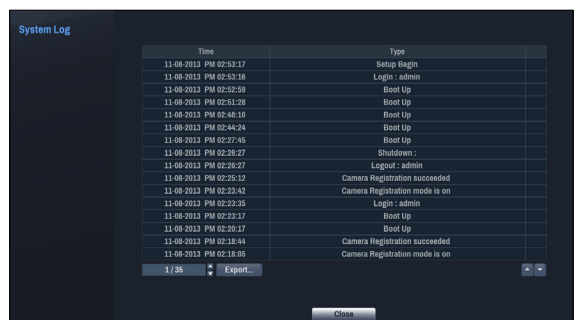 System Log
Time Type
11-08-2013 PM 02:53:17 Setup Begin
11-08-2013 PM 02:53:16 Login : admin
11-08-2013 PM 02:52:59 Boot Up
11-08-2013 PM 02:51:28 Boot Up
11-08-2013 PM 02:48:10 Boot Up
11-08-2013 PM 02:44:24 Boot Up
11-08-2013 PM 02:27:45 Boot Up
11-08-2013 PM 02:26:27 Shutdown :
11-08-2013 PM 02:26:27 Logout : admin
11-08-2013 PM 02:25:12 Camera Registration succeeded
11-08-2013 PM 02:23:42 Camera Registration mode is on
11-08-2013 PM 02:23:35 Login : admin
11-08-2013 PM 02:23:17 Boot Up
11-08-2013 PM 02:20:17 Boot Up
11-08-2013 PM 02:18:44 Camera Registration succeeded
11-08-2013 PM 02:18:05 Camera Registration mode is on
1 / 35 Export...
Close